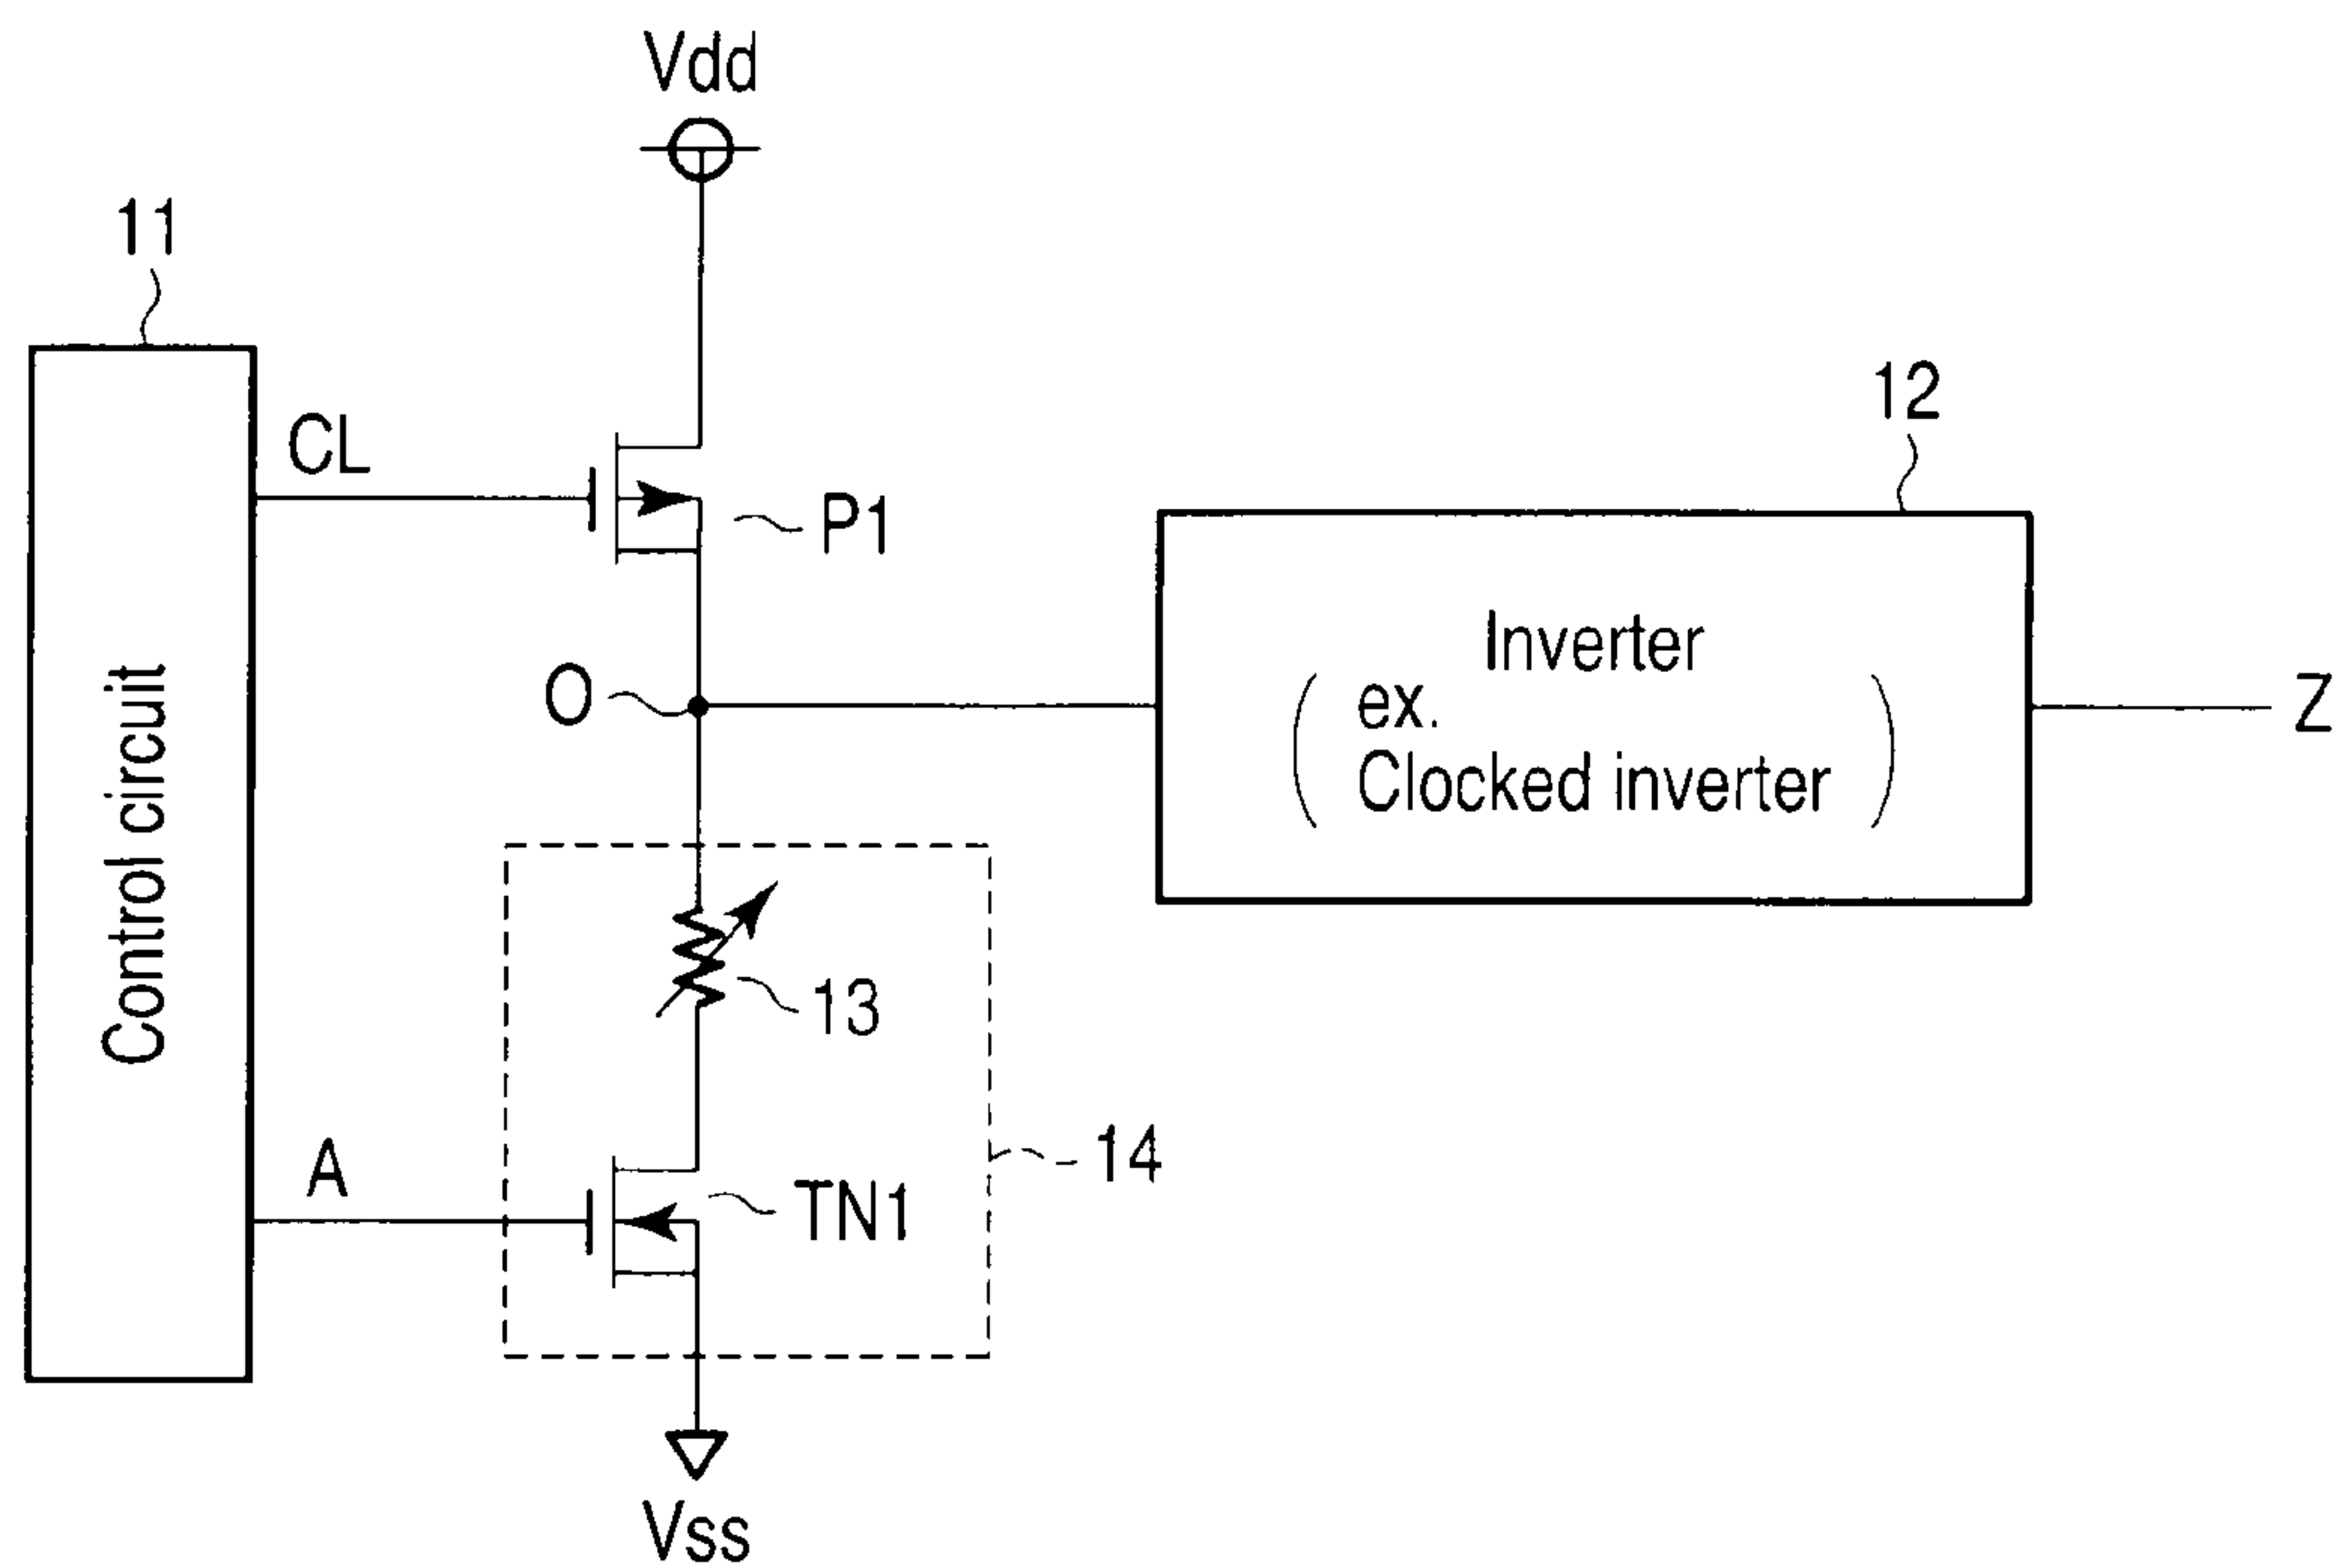 Vdd
11
CL
P1
12
Control circuit
Inverter
ex.
Clocked inverter
O
Z
13
14
A
TN1
Vss